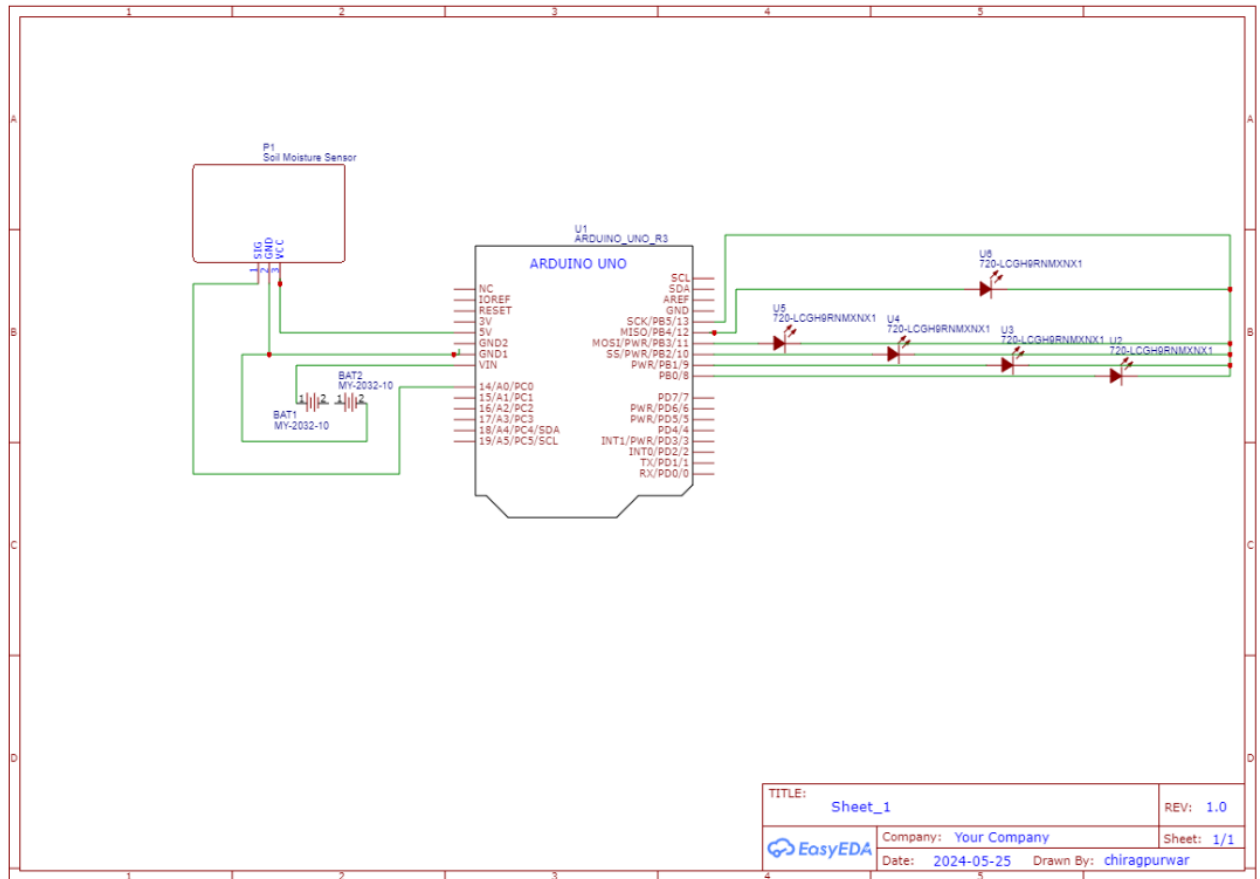 1 2 3 4 5
A A
B B
C C
D D
P1
Soil Moisture Sensor
SIG
GND
VCC
1
2
3
U1
ARDUINO_UNO_R3
ARDUINO UNO
NC
IOREF
RESET
3V
5V
GND2
GND1
VIN
14/A0/PC0
15/A1/PC1
16/A2/PC2
17/A3/PC3
18/A4/PC4/SDA
19/A5/PC5/SCL
SCL
SDA
AREF
GND
SCK/PB5/13
MISO/PB4/12
MOSI/PWR/PB3/11
SS/PWR/PB2/10
PWR/PB1/9
PB0/8
PD7/7
PWR/PD6/6
PWR/PD5/5
PD4/4
INT1/PWR/PD3/3
INT0/PD2/2
TX/PD1/1
RX/PD0/0
BAT2
MY-2032-10
1 2 1 2
BAT1
MY-2032-10
U6
720-LCGH9RNMXNX1
U5
720-LCGH9RNMXNX1
U4
720-LCGH9RNMXNX1
U3
720-LCGH9RNMXNX1
U2
720-LCGH9RNMXNX1
TITLE:
Sheet_1
REV: 1.0
EasyEDA
Company: Your Company
Sheet: 1/1
Date: 2024-05-25 Drawn By: chiragpurwar
1 2 3 4 5